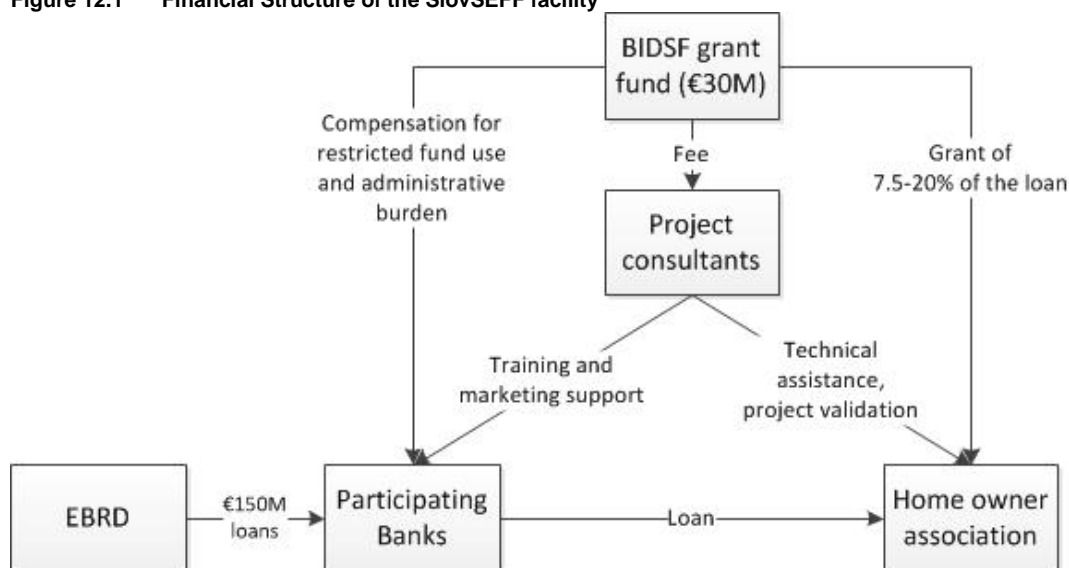 Figure 12.1 Financial Structure of the SlovSEFF facility
BIDSF grant
fund (€30M)
Compensation for
restricted fund use
and administrative
burden
Fee
Grant of
7.5-20% of the loan
Project
consultants
Training and
marketing support
Technical
assistance,
project validation
EBRD
€150M
loans
Participating
Banks
Loan
Home owner
association